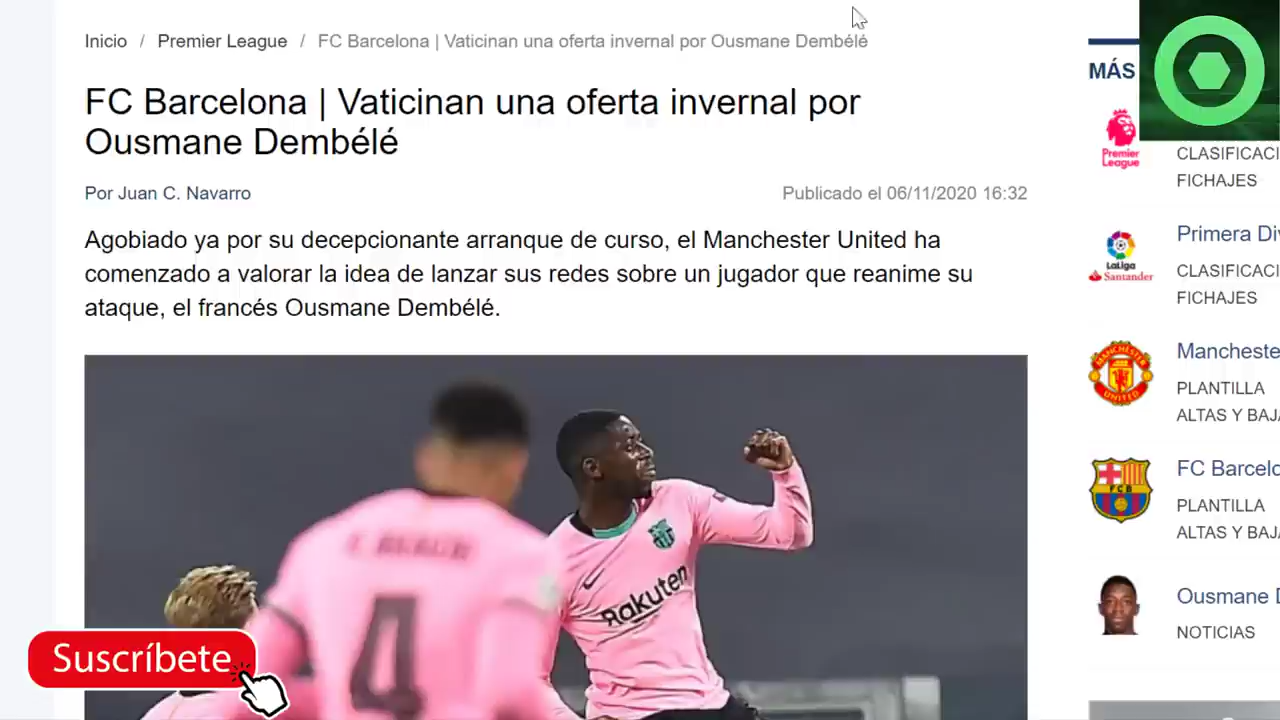 Inicio / Premier League / FC Barcelona | Vaticinan una oferta invernal por Ousmane Dembélé
FC Barcelona | Vaticinan una oferta invernal por
Ousmane Dembélé
Por Juan C. Navarro
Publicado el 06/11/2020 16:32
Agobiado ya por su decepcionante arranque de curso, el Manchester United ha
comenzado a valorar la idea de lanzar sus redes sobre un jugador que reanime su
ataque, el francés Ousmane Dembélé.
Rakuten
4
Suscríbete
MÁS
Premier
League
CLASIFICACI
FICHAJES
LaLiga
Santander
Primera Di
CLASIFICACI
FICHAJES
MANCHESTER
UNITED
Mancheste
PLANTILLA
ALTAS Y BAJ
FCB
FC Barcelo
PLANTILLA
ALTAS Y BAJ
Ousmane D
NOTICIAS